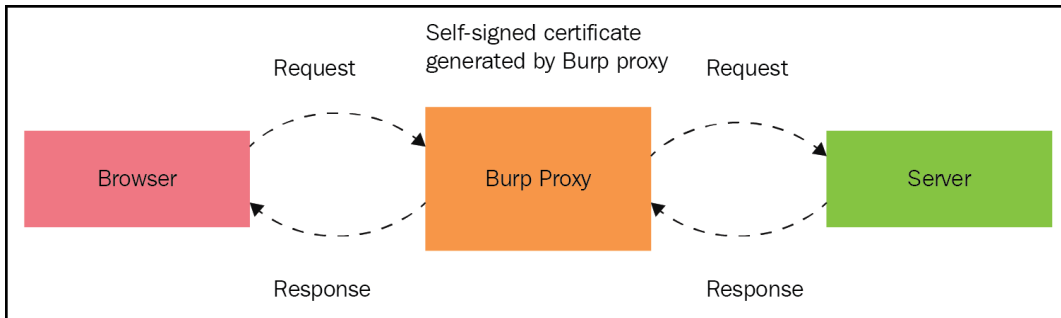 Self-signed certificate
generated by Burp proxy
Request
Request
Browser
Burp Proxy
Server
Response
Response